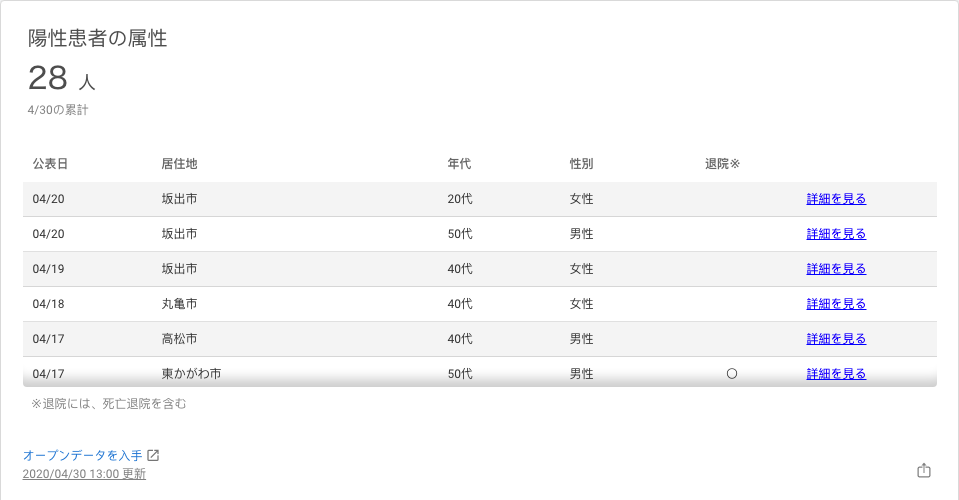 陽性患者の属性
28 人
4/30の累計
公表日 居住地 年代 性別 退院※
04/20 坂出市 20代 女性 詳細を見る
04/20 坂出市 50代 男性 詳細を見る
04/19 坂出市 40代 女性 詳細を見る
04/18 丸亀市 40代 女性 詳細を見る
04/17 高松市 40代 男性 詳細を見る
04/17 東かがわ市 50代 男性 ○ 詳細を見る
※退院には、死亡退院を含む
オープンデータを入手
2020/04/30 13:00 更新